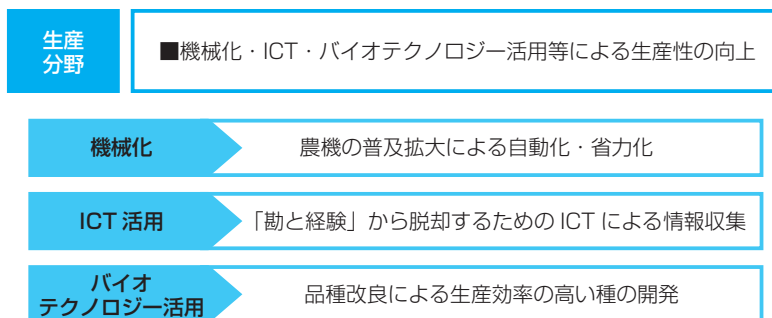 生産
分野
■機械化・ICT・バイオテクノロジー活用等による生産性の向上
機械化
農機の普及拡大による自動化・省力化
ICT 活用
「勘と経験」から脱却するための ICT による情報収集
バイオ
テクノロジー活用
品種改良による生産効率の高い種の開発